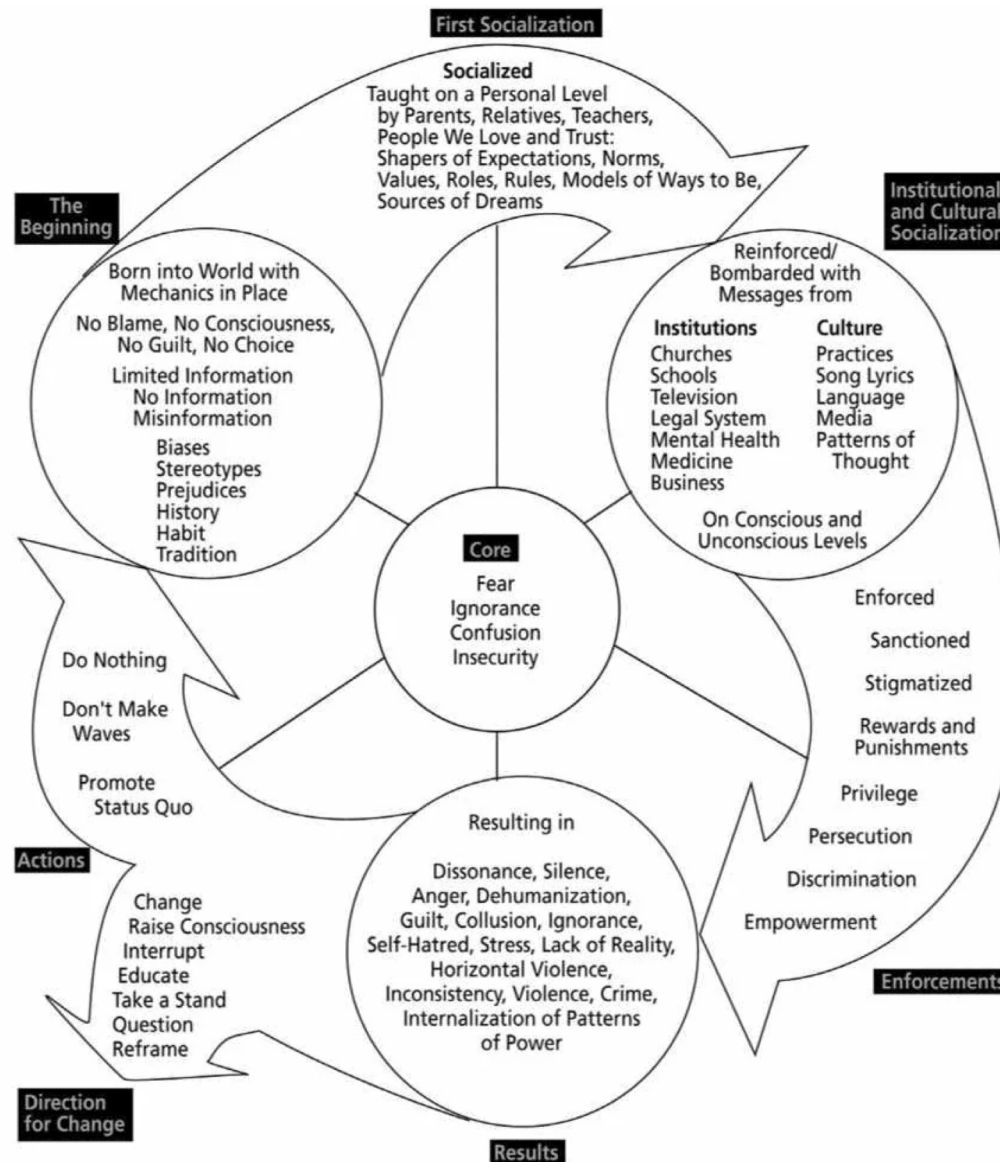 First Socialization
Socialized
Taught on a Personal Level
by Parents, Relatives, Teachers,
People We Love and Trust:
Shapers of Expectations, Norms,
Values, Roles, Rules, Models of Ways to Be,
Sources of Dreams
The
Beginning
Born into World with
Mechanics in Place
No Blame, No Consciousness,
No Guilt, No Choice
Limited Information
No Information
Misinformation
Biases
Stereotypes
Prejudices
History
Habit
Tradition
Institutional
and Cultural
Socialization
Reinforced/
Bombarded with
Messages from
Institutions
Churches
Schools
Television
Legal System
Mental Health
Medicine
Business
Culture
Practices
Song Lyrics
Language
Media
Patterns of
Thought
On Conscious and
Unconscious Levels
Core
Fear
Ignorance
Confusion
Insecurity
Enforced
Sanctioned
Stigmatized
Rewards and
Punishments
Privilege
Persecution
Discrimination
Empowerment
Enforcements
Resulting in
Dissonance, Silence,
Anger, Dehumanization,
Guilt, Collusion, Ignorance,
Self-Hatred, Stress, Lack of Reality,
Horizontal Violence,
Inconsistency, Violence, Crime,
Internalization of Patterns
of Power
Results
Do Nothing
Don't Make
Waves
Promote
Status Quo
Actions
Change
Raise Consciousness
Interrupt
Educate
Take a Stand
Question
Reframe
Direction
for Change